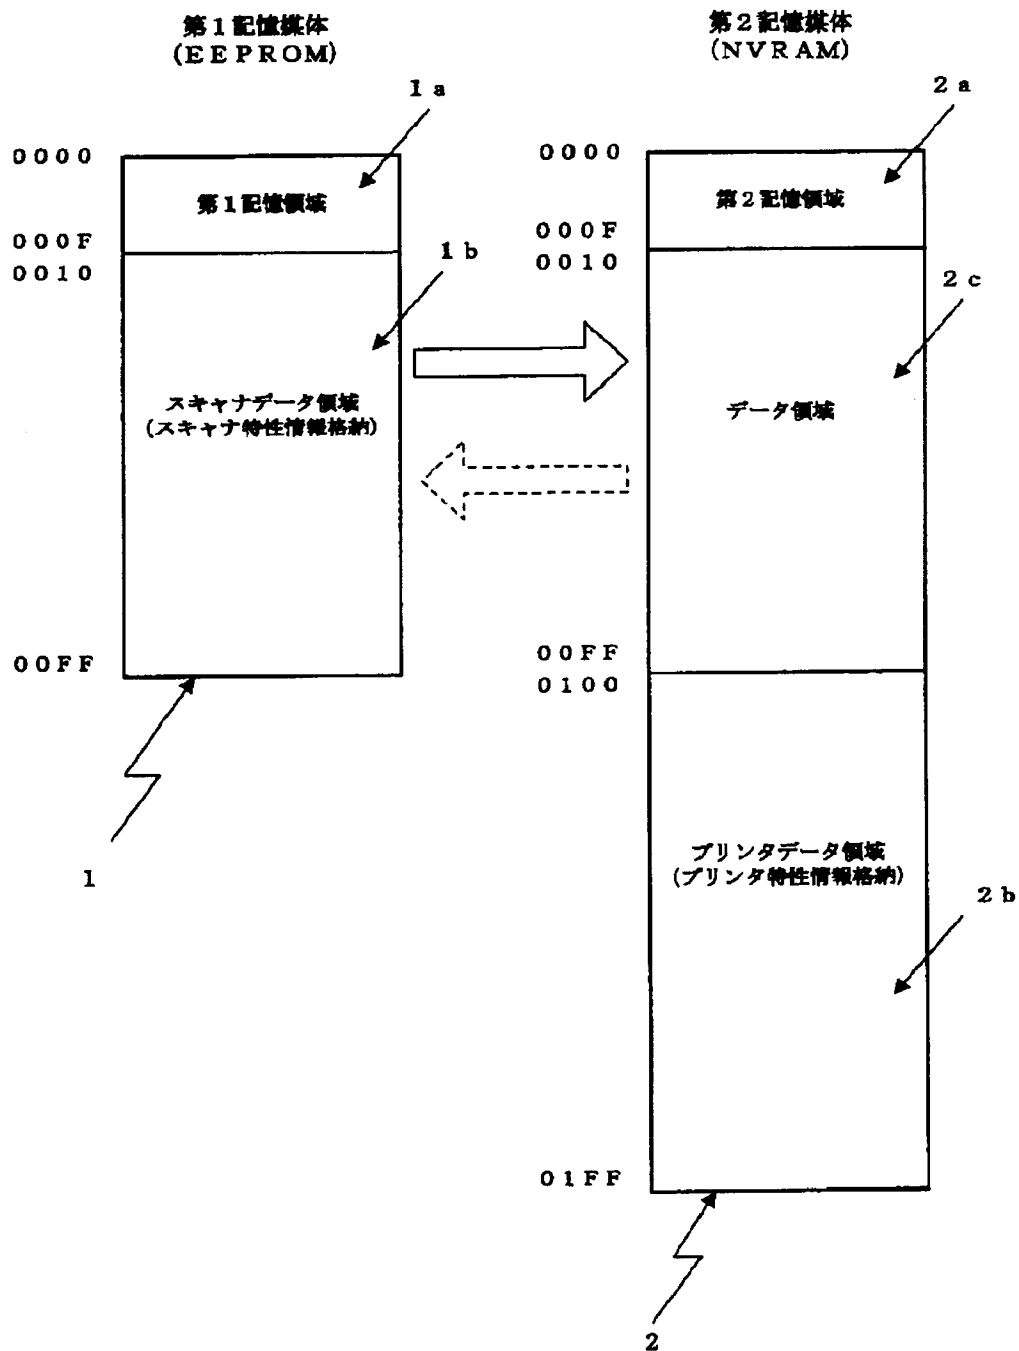 第１記憶媒体
(ＥＥＰＲＯＭ)
１ａ
００００
第１記憶領域
０００Ｆ
００１０
１ｂ
スキャナデータ領域
(スキャナ特性情報格納)
００ＦＦ
１
第２記憶媒体
(ＮＶＲＡＭ)
２ａ
００００
第２記憶領域
０００Ｆ
００１０
２ｃ
データ領域
００ＦＦ
０１００
プリンタデータ領域
(プリンタ特性情報格納)
２ｂ
０１ＦＦ
２